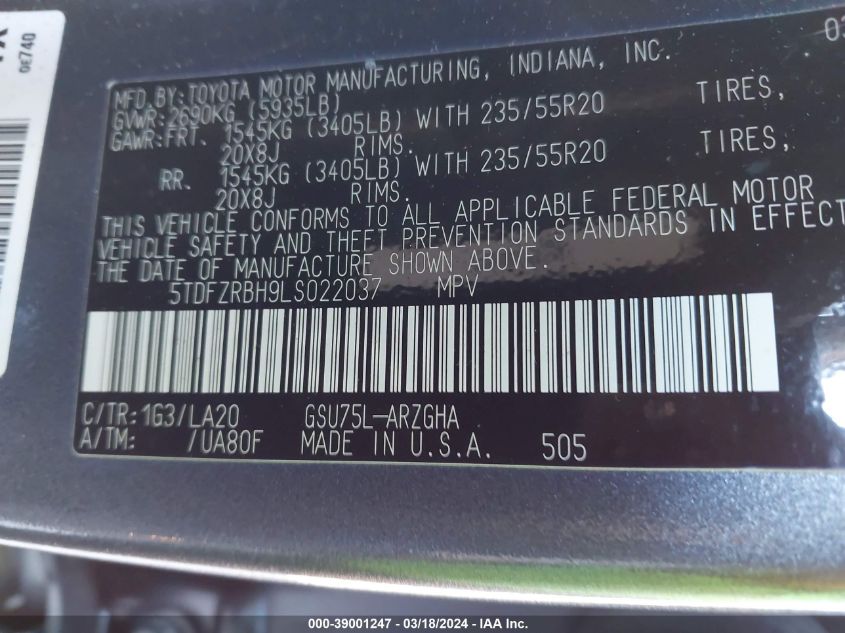 0E740
03
MFD.BY:TOYOTA MOTOR MANUFACTURING, INDIANA, INC.
GVWR:2690KG (5935LB)
GAWR:FRT. 1545KG (3405LB) WITH 235/55R20 TIRES,
20X8J RIMS.
RR. 1545KG (3405LB) WITH 235/55R20 TIRES,
20X8J RIMS.
THIS VEHICLE CONFORMS TO ALL APPLICABLE FEDERAL MOTOR
VEHICLE SAFETY AND THEFT PREVENTION STANDARDS IN EFFECT
THE DATE OF MANUFACTURE SHOWN ABOVE.
5TDFZRBH9LS022037 MPV
C/TR:1G3/LA20 GSU75L-ARZGHA
A/TM: /UA80F MADE IN U.S.A. 505
000-39001247 - 03/18/2024 - IAA Inc.